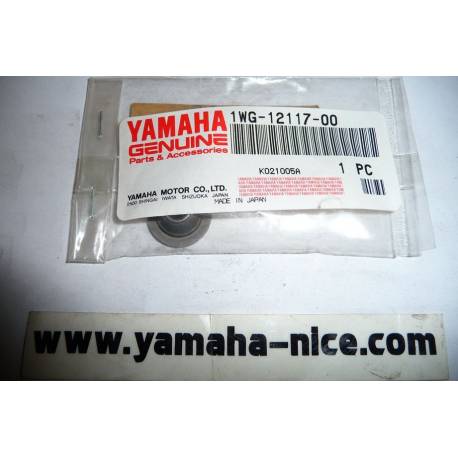 YAMAHA
GENUINE
Parts & Accessories
1WG-12117-00
K021005A
1 PC
YAMAHA MOTOR CO., LTD.
2500 SHINGAI IWATA SHIZUOKA JAPAN
MADE IN JAPAN
www.yamaha-nice.com